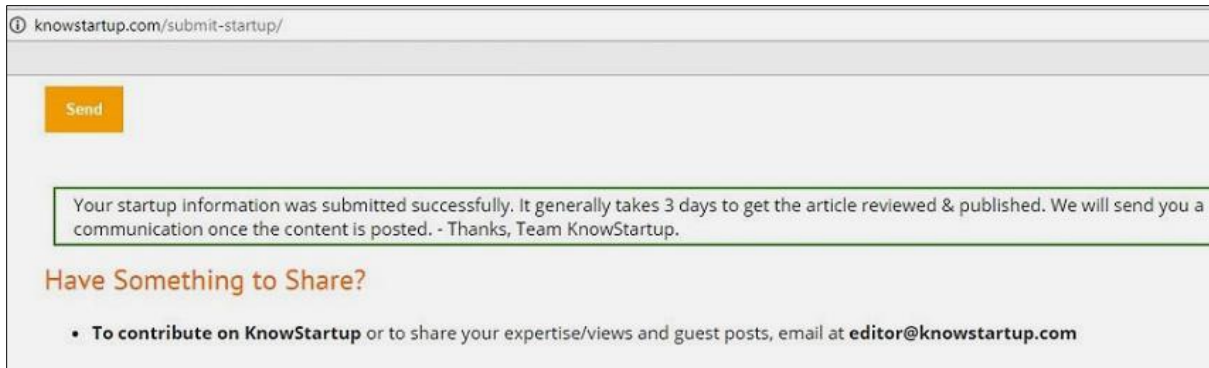 knowstartup.com/submit-startup/
Send
Your startup information was submitted successfully. It generally takes 3 days to get the article reviewed & published. We will send you a
communication once the content is posted. - Thanks, Team KnowStartup.
Have Something to Share?
• To contribute on KnowStartup or to share your expertise/views and guest posts, email at editor@knowstartup.com